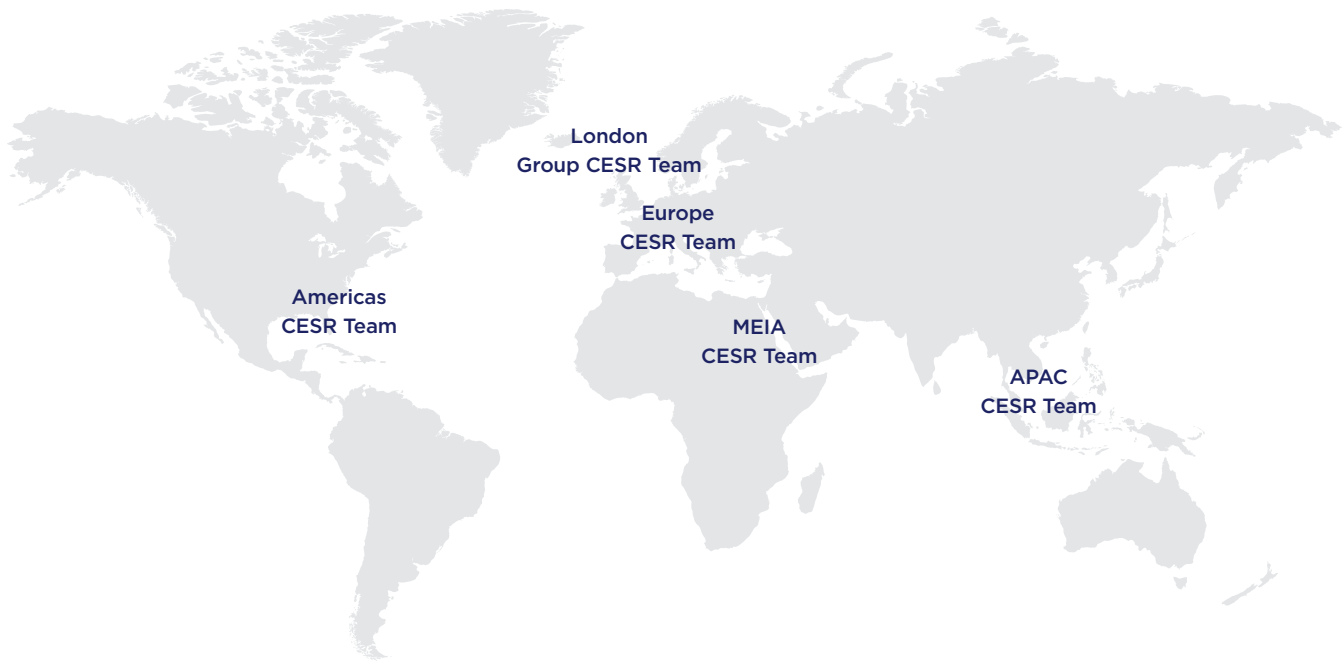 London
Group CESR Team
Europe
CESR Team
Americas
CESR Team
MEIA
CESR Team
APAC
CESR Team